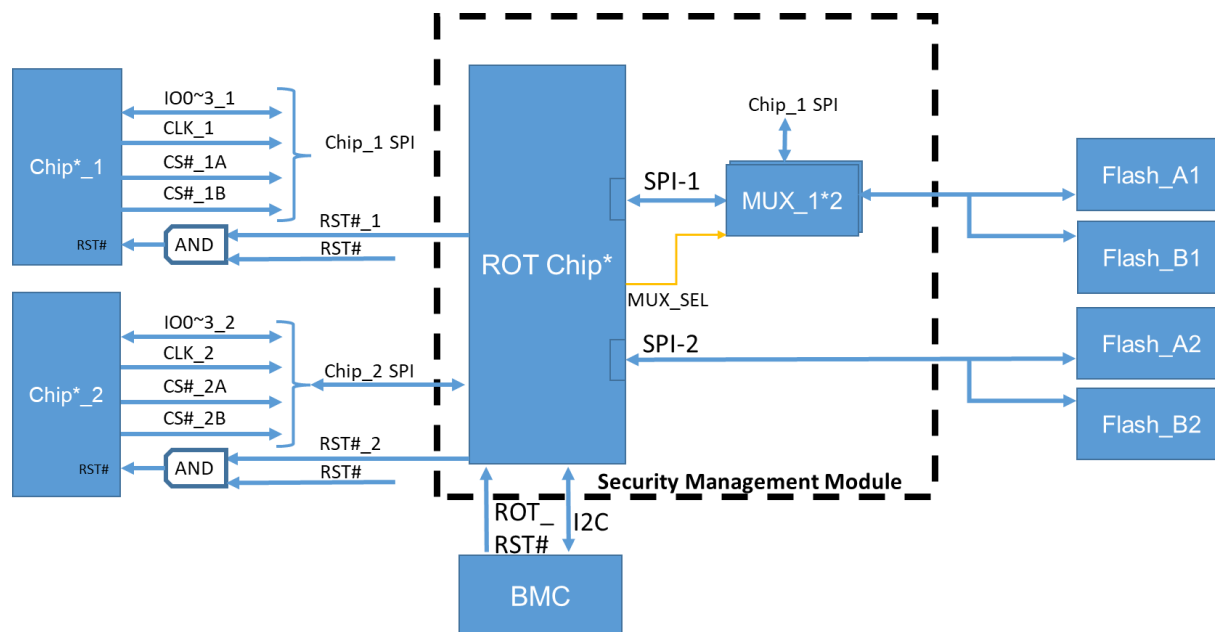 Chip*_1
IO0~3_1
CLK_1
CS#_1A
CS#_1B
Chip_1 SPI
RST#
AND
RST#_1
RST#
Chip*_2
IO0~3_2
CLK_2
CS#_2A
CS#_2B
Chip_2 SPI
RST#
AND
RST#_2
RST#
ROT Chip*
SPI-1
MUX_SEL
SPI-2
Chip_1 SPI
MUX_1*2
Security Management Module
ROT_
RST#
I2C
BMC
Flash_A1
Flash_B1
Flash_A2
Flash_B2